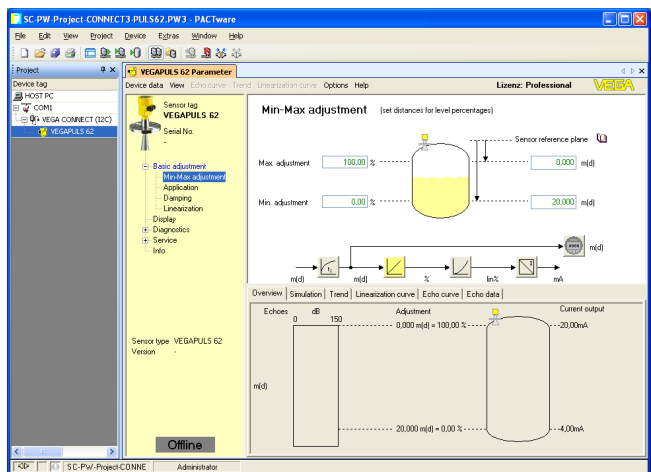 SC-PW-Project-CONNECT3-PULS62.PW3 - PACTware
File Edit View Project Device Extras Window Help
Project
VEGAPULS 62 Parameter
Device tag
HOST PC
COM1
VEGA CONNECT (I2C)
VEGAPULS 62
Device data View Echo curve Trend Linearization curve Options Help
Lizenz: Professional
VEGA
Sensor tag
VEGAPULS 62
Serial No.
-
Basic adjustment
Min-Max adjustment
Application
Damping
Linearization
Display
Diagnostics
Service
Info
Sensor type VEGAPULS 62
Version -
Offline
Min-Max adjustment (set distances for level percentages)
Sensor reference plane
Max. adjustment 100,00 % 0,000 m(d)
Min. adjustment 0,00 % 20,000 m(d)
m(d)
m(d) m(d) % lin% mA
Overview Simulation Trend Linearization curve Echo curve Echo data
Echoes dB Adjustment Current output
0 150
0,000 m(d) = 100,00 % 20,00mA
m(d)
20,000 m(d) = 0,00 % 4,00mA
SC-PW-Project-CONNE Administrator